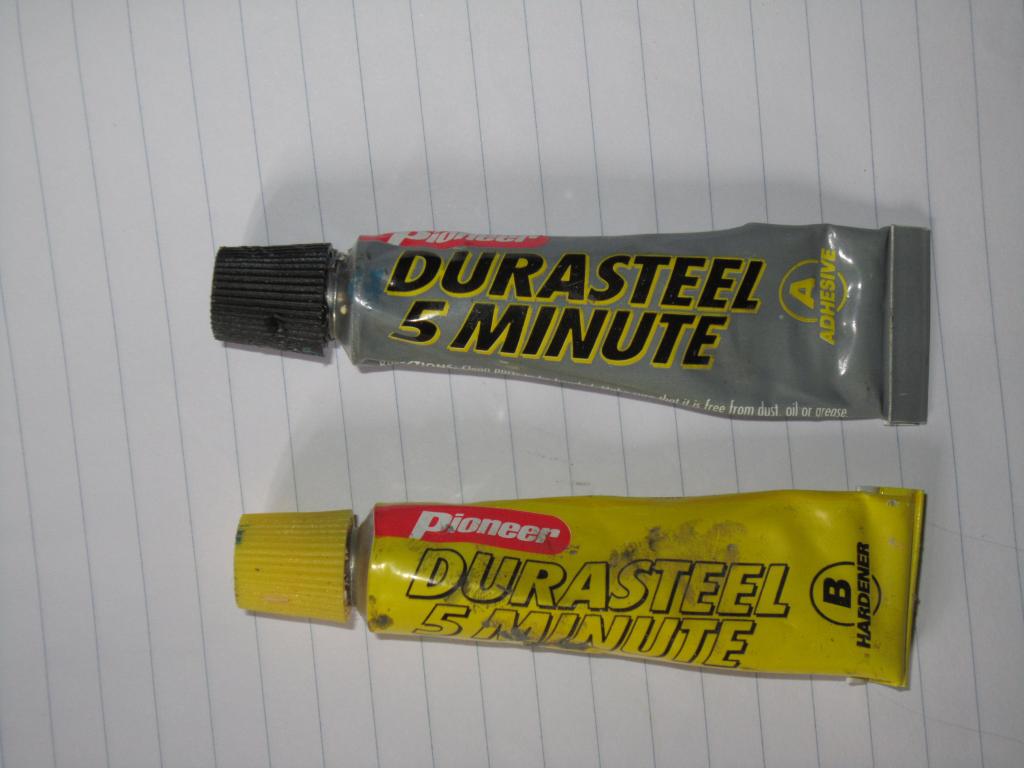 Pioneer
DURASTEEL
5 MINUTE
A
ADHESIVE
that it is free from dust, oil or grease
Pioneer
DURASTEEL
5 MINUTE
B
HARDENER